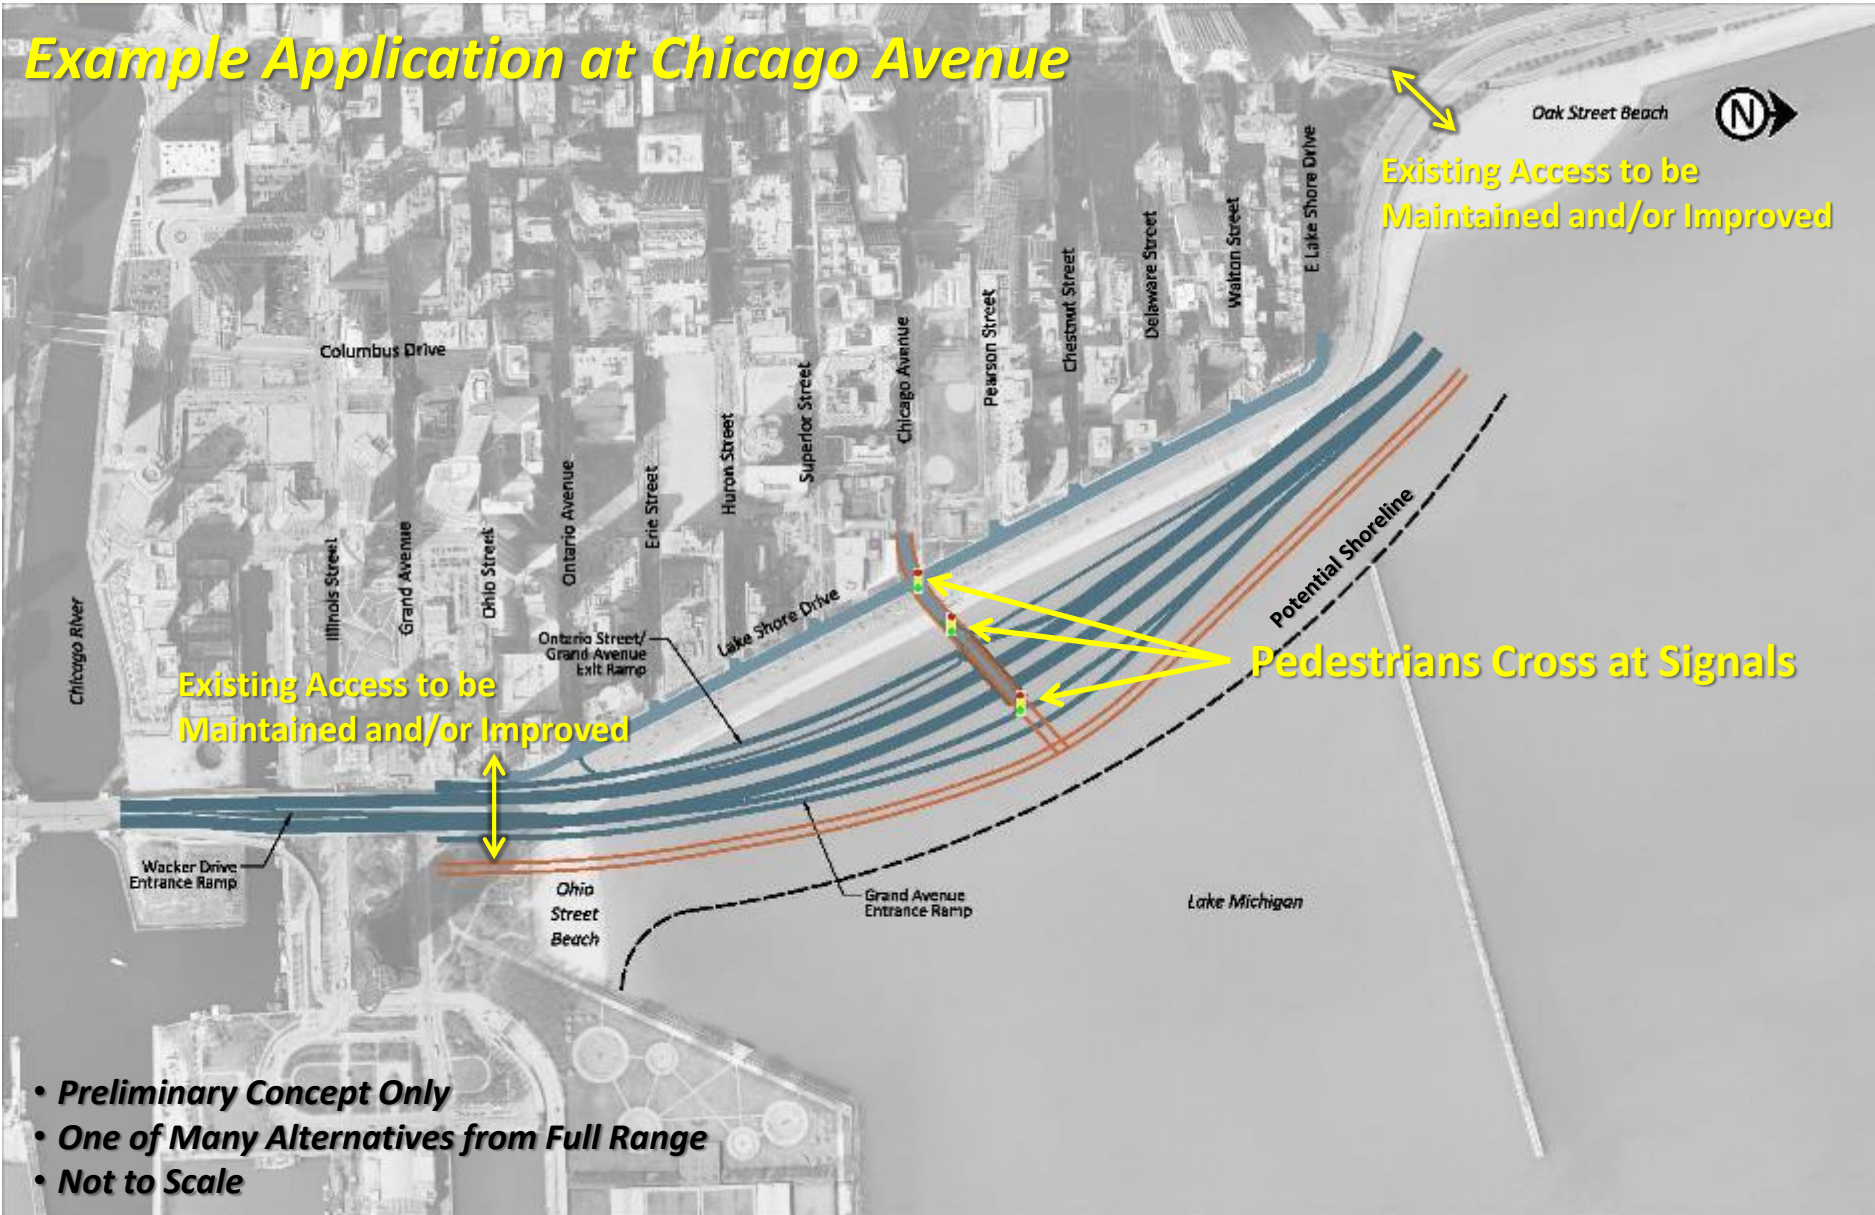 Example Application at Chicago Avenue
Oak Street Beach
N
Existing Access to be
Maintained and/or Improved
E Lake Shore Drive
Walton Street
Delaware Street
Chestnut Street
Pearson Street
Chicago Avenue
Superior Street
Huron Street
Erie Street
Ontario Avenue
Ohio Street
Grand Avenue
Illinois Street
Columbus Drive
Chicago River
Lake Shore Drive
Ontario Street/
Grand Avenue
Exit Ramp
Potential Shoreline
Pedestrians Cross at Signals
Existing Access to be
Maintained and/or Improved
Wacker Drive
Entrance Ramp
Ohio
Street
Beach
Grand Avenue
Entrance Ramp
Lake Michigan
• Preliminary Concept Only
• One of Many Alternatives from Full Range
• Not to Scale